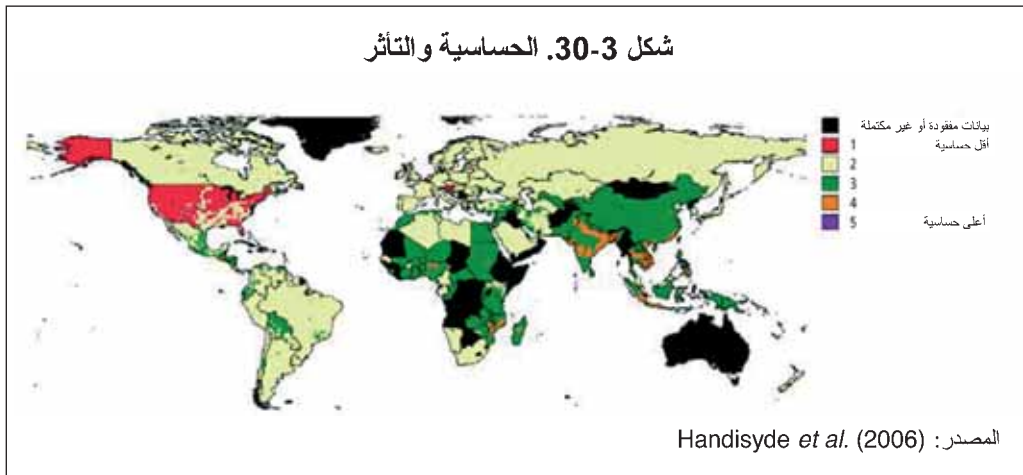 شكل 3-30. الحساسية والتأثر
بيانات مفقودة أو غير مكتملة
1 أقل حساسية
2
3
4
5 أعلى حساسية
المصدر: Handisyde et al. (2006)